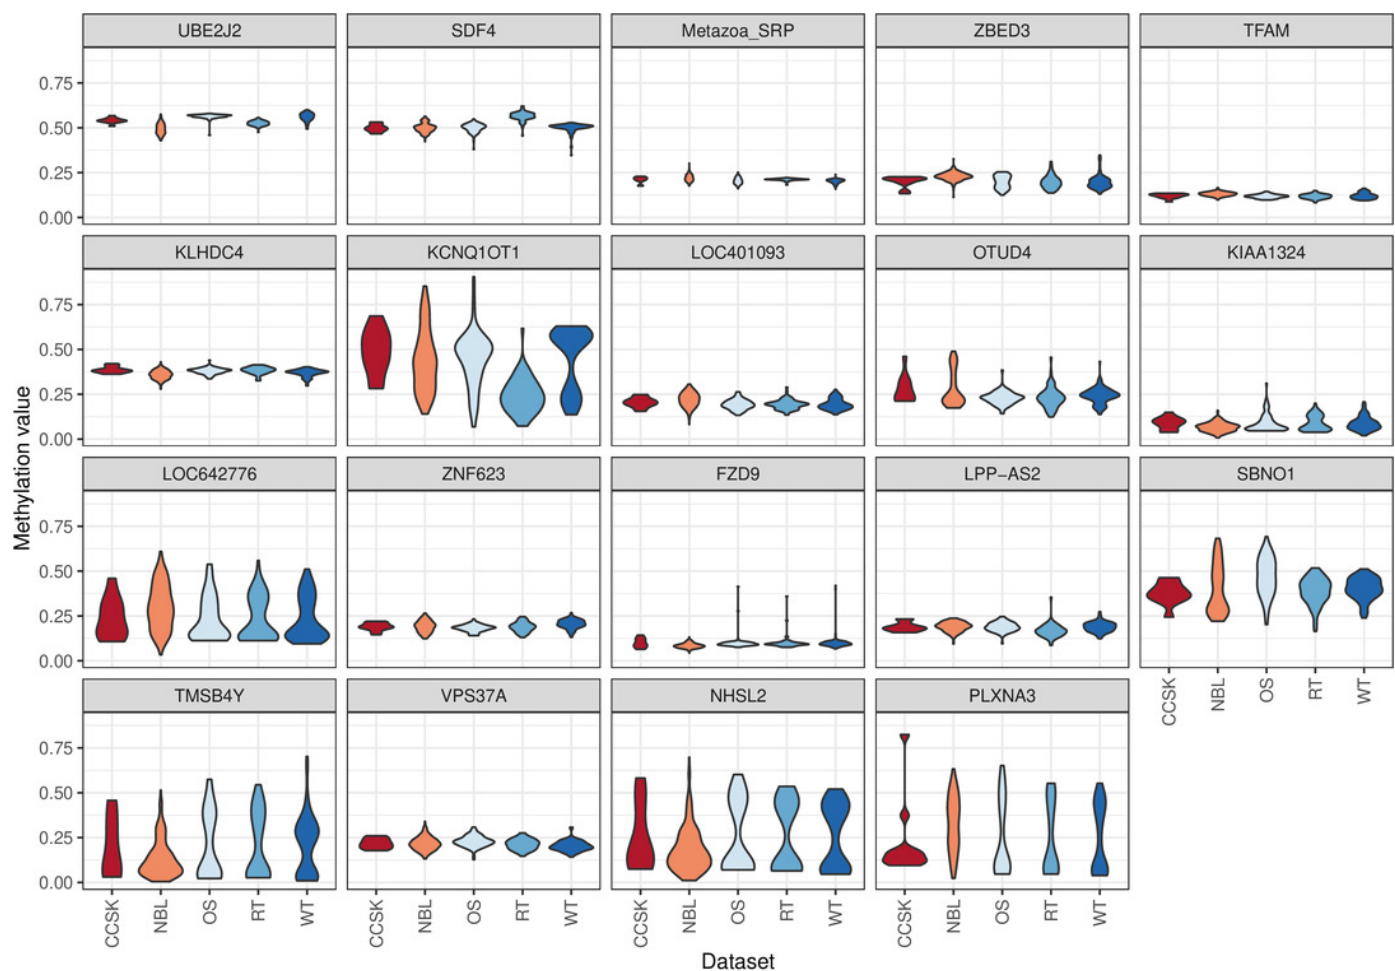 UBE2J2 SDF4 Metazoa_SRP ZBED3 TFAM
0.75
0.50
0.25
0.00
KLHDC4 KCNQ1OT1 LOC401093 OTUD4 KIAA1324
0.75
0.50
0.25
0.00
Methylation value
LOC642776 ZNF623 FZD9 LPP−AS2 SBNO1
0.75
0.50
0.25
0.00
CCSK NBL OS RT WT
TMSB4Y VPS37A NHSL2 PLXNA3
0.75
0.50
0.25
0.00
CCSK NBL OS RT WT CCSK NBL OS RT WT CCSK NBL OS RT WT CCSK NBL OS RT WT
Dataset